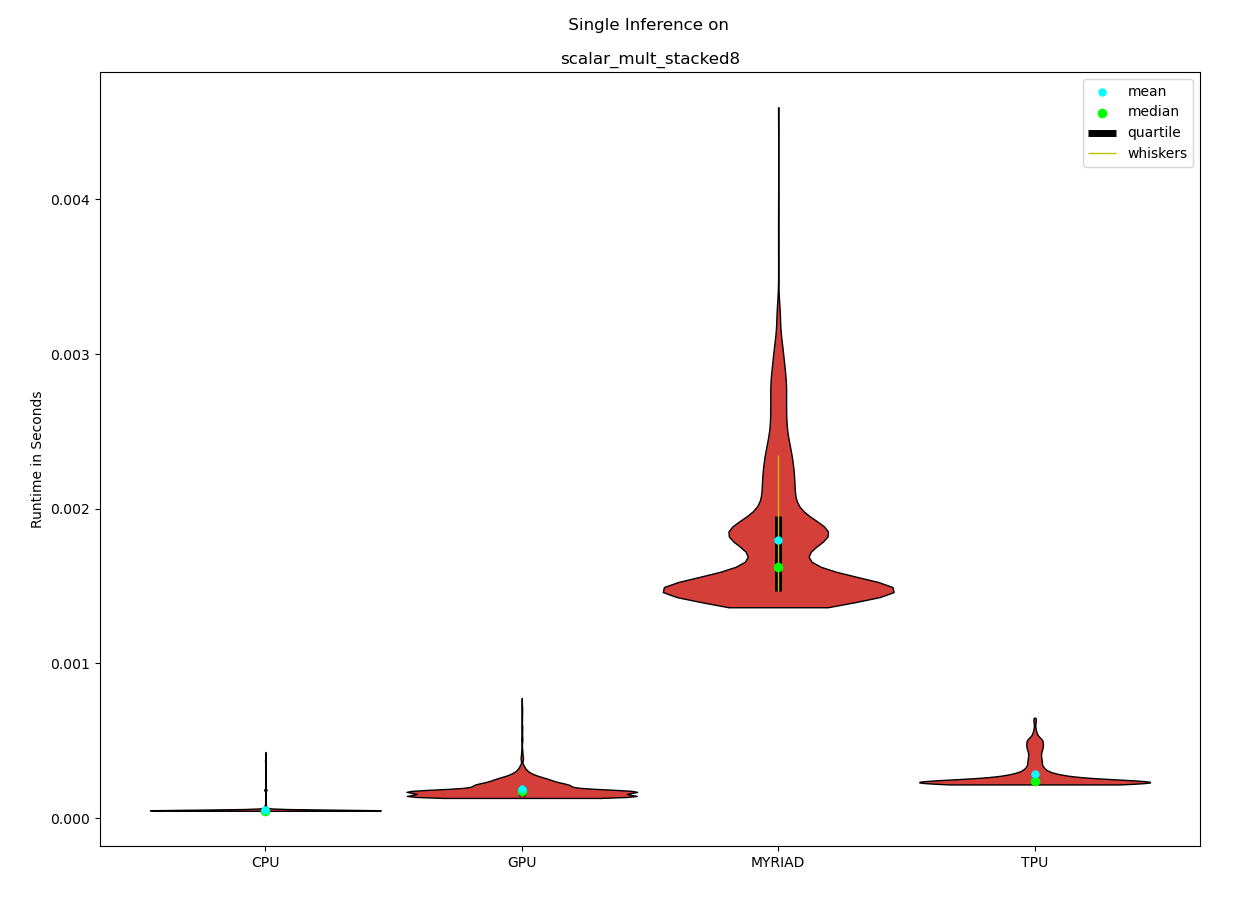 Single Inference on
scalar_mult_stacked8
mean
median
quartile
whiskers
Runtime in Seconds
0.004
0.003
0.002
0.001
0.000
CPU
GPU
MYRIAD
TPU